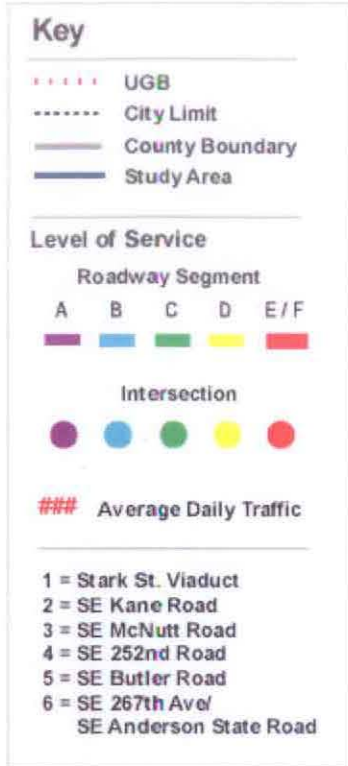 Key
UGB
City Limit
County Boundary
Study Area
Level of Service
Roadway Segment
A B C D E / F
Intersection
### Average Daily Traffic
1 = Stark St. Viaduct
2 = SE Kane Road
3 = SE McNutt Road
4 = SE 252nd Road
5 = SE Butler Road
6 = SE 267th Ave/
SE Anderson State Road